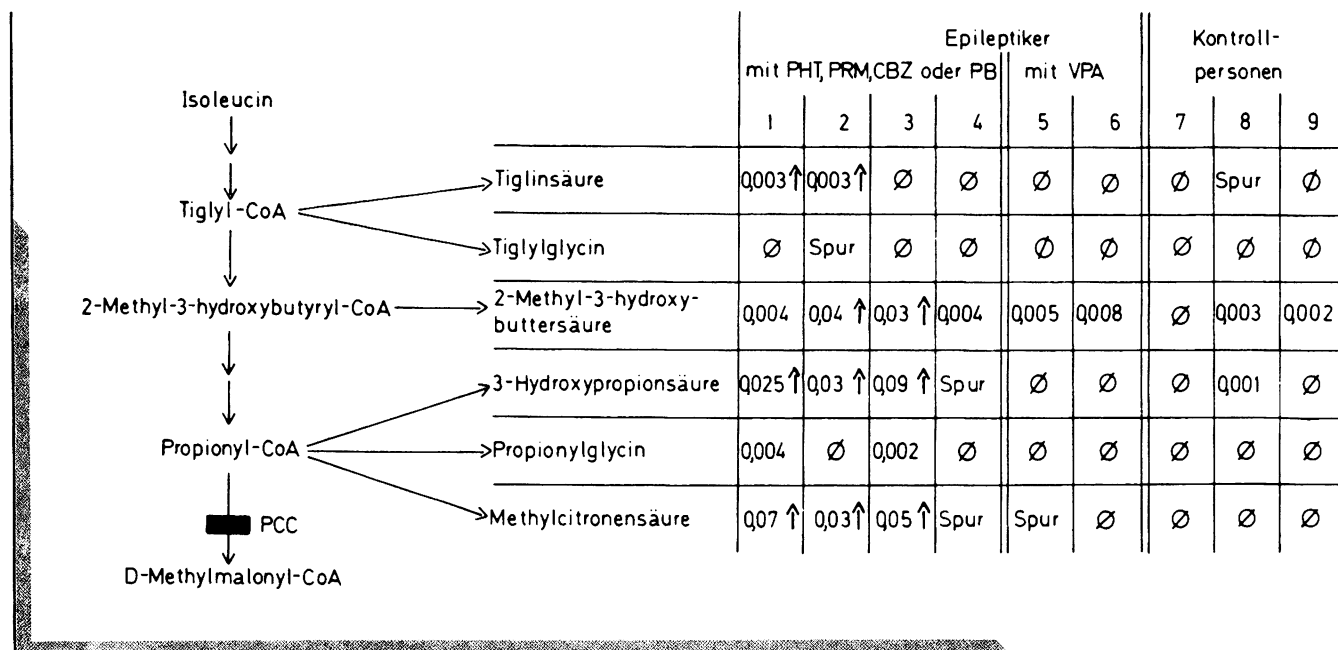 Epileptiker
Kontroll-
mit PHT, PRM, CBZ oder PB
mit VPA
personen
1 2 3 4 5 6 7 8 9
Isoleucin
Tiglyl-CoA
2-Methyl-3-hydroxybutyryl-CoA
Propionyl-CoA
PCC
D-Methylmalonyl-CoA
Tiglinsäure 0,003↑ 0,003↑ ∅ ∅ ∅ ∅ ∅ Spur ∅
Tiglylglycin ∅ Spur ∅ ∅ ∅ ∅ ∅ ∅ ∅
2-Methyl-3-hydroxy-
buttersäure 0,004 0,04↑ 0,03↑ 0,004 0,005 0,008 ∅ 0,003 0,002
3-Hydroxypropionsäure 0,025↑ 0,03↑ 0,09↑ Spur ∅ ∅ ∅ 0,001 ∅
Propionylglycin 0,004 ∅ 0,002 ∅ ∅ ∅ ∅ ∅ ∅
Methylcitronensäure 0,07↑ 0,03↑ 0,05↑ Spur Spur ∅ ∅ ∅ ∅